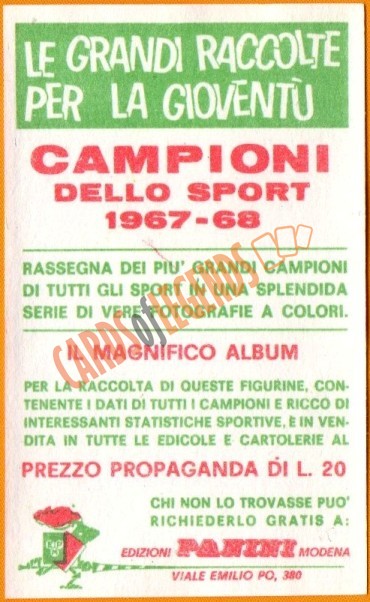 LE GRANDI RACCOLTE
PER LA GIOVENTÙ
CAMPIONI
DELLO SPORT
1967-68
RASSEGNA DEI PIU' GRANDI CAMPIONI
DI TUTTI GLI SPORT IN UNA SPLENDIDA
SERIE DI VERE FOTOGRAFIE A COLORI.
IL MAGNIFICO ALBUM
PER LA RACCOLTA DI QUESTE FIGURINE, CON-
TENENTE I DATI DI TUTTI I CAMPIONI E RICCO DI
INTERESSANTI STATISTICHE SPORTIVE, È IN VEN-
DITA IN TUTTE LE EDICOLE E CARTOLERIE AL
PREZZO PROPAGANDA DI L. 20
CHI NON LO TROVASSE PUO'
RICHIEDERLO GRATIS A:
EDIZIONI PANINI MODENA
VIALE EMILIO PO, 380
CARDS of LEGENDS